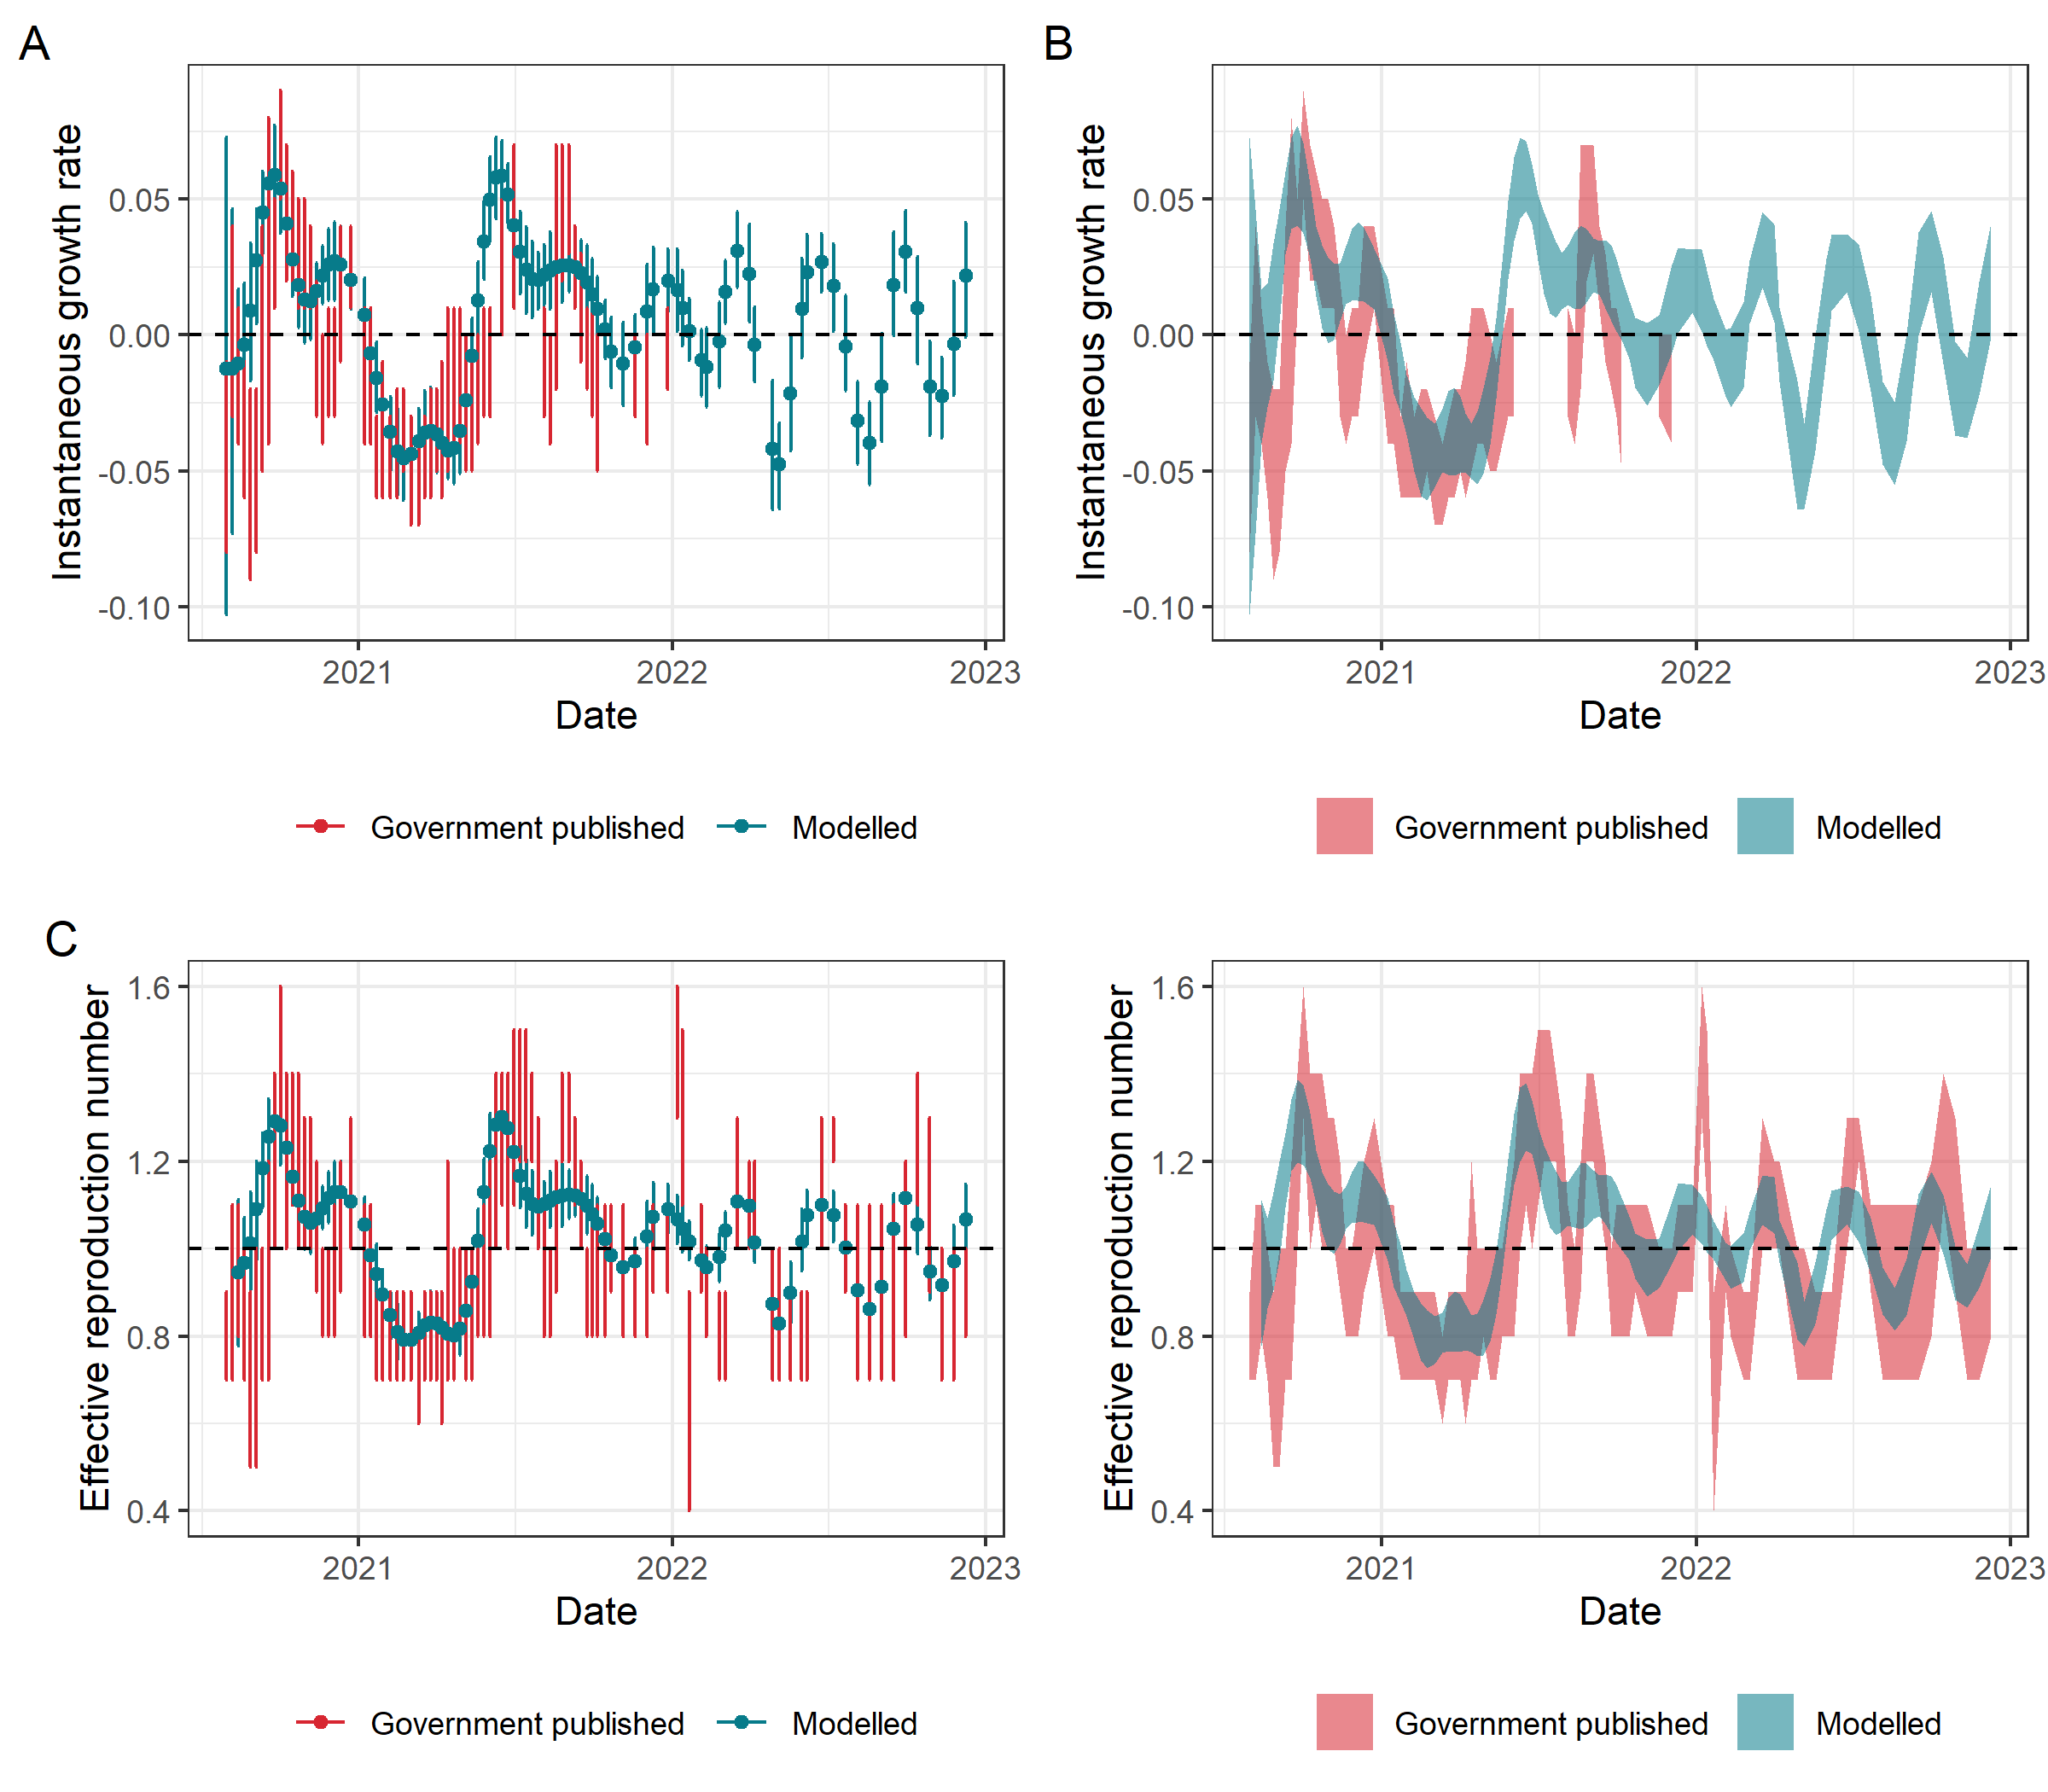 A
Instantaneous growth rate
0.05
0.00
-0.05
-0.10
2021 2022 2023
Date
Government published Modelled
B
Instantaneous growth rate
0.05
0.00
-0.05
-0.10
2021 2022 2023
Date
Government published Modelled
C
Effective reproduction number
1.6
1.2
0.8
0.4
2021 2022 2023
Date
Government published Modelled
Effective reproduction number
1.6
1.2
0.8
0.4
2021 2022 2023
Date
Government published Modelled